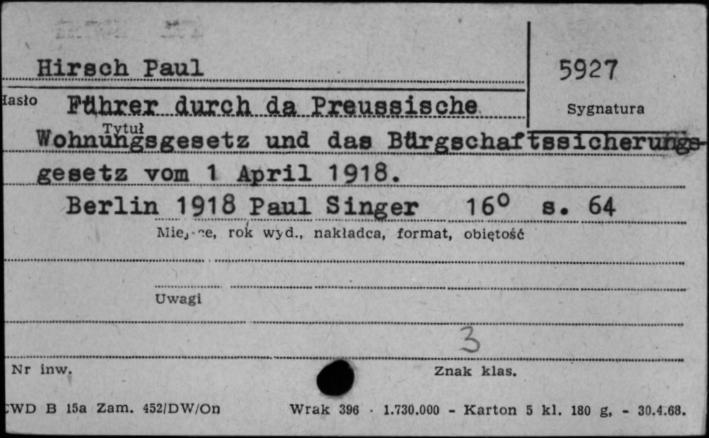 Hirsch Paul
5927
Hasło
Führer durch da Preussische
Sygnatura
Tytuł
Wohnungsgesetz und das Bürgschaftssicherungs-
gesetz vom 1 April 1918.
Berlin 1918 Paul Singer 16° s. 64
Miejsce, rok wyd., nakładca, format, objętość
Uwagi
3
Nr inw.
Znak klas.
CWD B 15a Zam. 452/DW/On Wrak 396 · 1.730.000 - Karton 5 kl. 180 g, - 30.4.68.